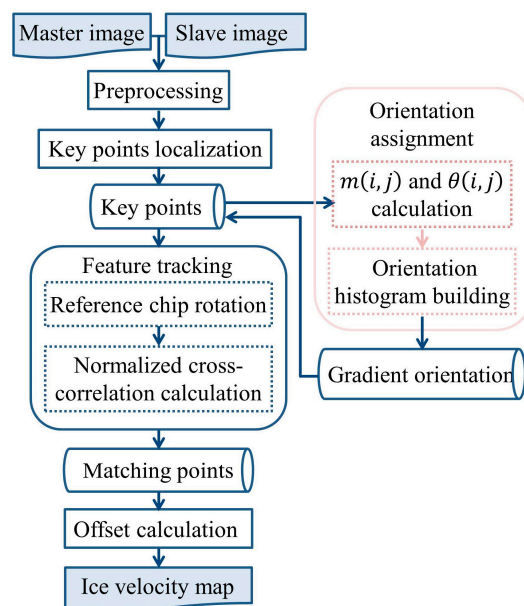 Master image
Slave image
Preprocessing
Key points localization
Key points
Feature tracking
Reference chip rotation
Normalized cross-
correlation calculation
Matching points
Offset calculation
Ice velocity map
Orientation
assignment
m(i,j) and θ(i,j)
calculation
Orientation
histogram building
Gradient orientation